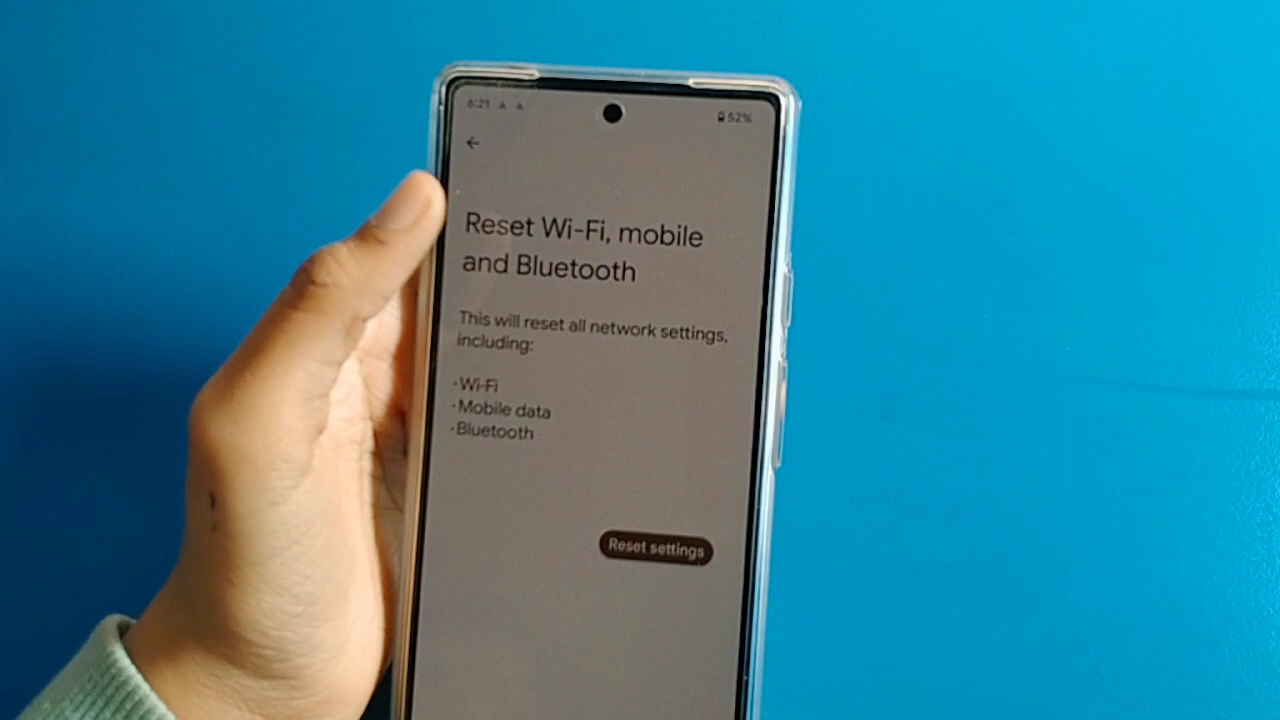 6:21 52%
Reset Wi-Fi, mobile
and Bluetooth
This will reset all network settings,
including:
·Wi-Fi
·Mobile data
·Bluetooth
Reset settings